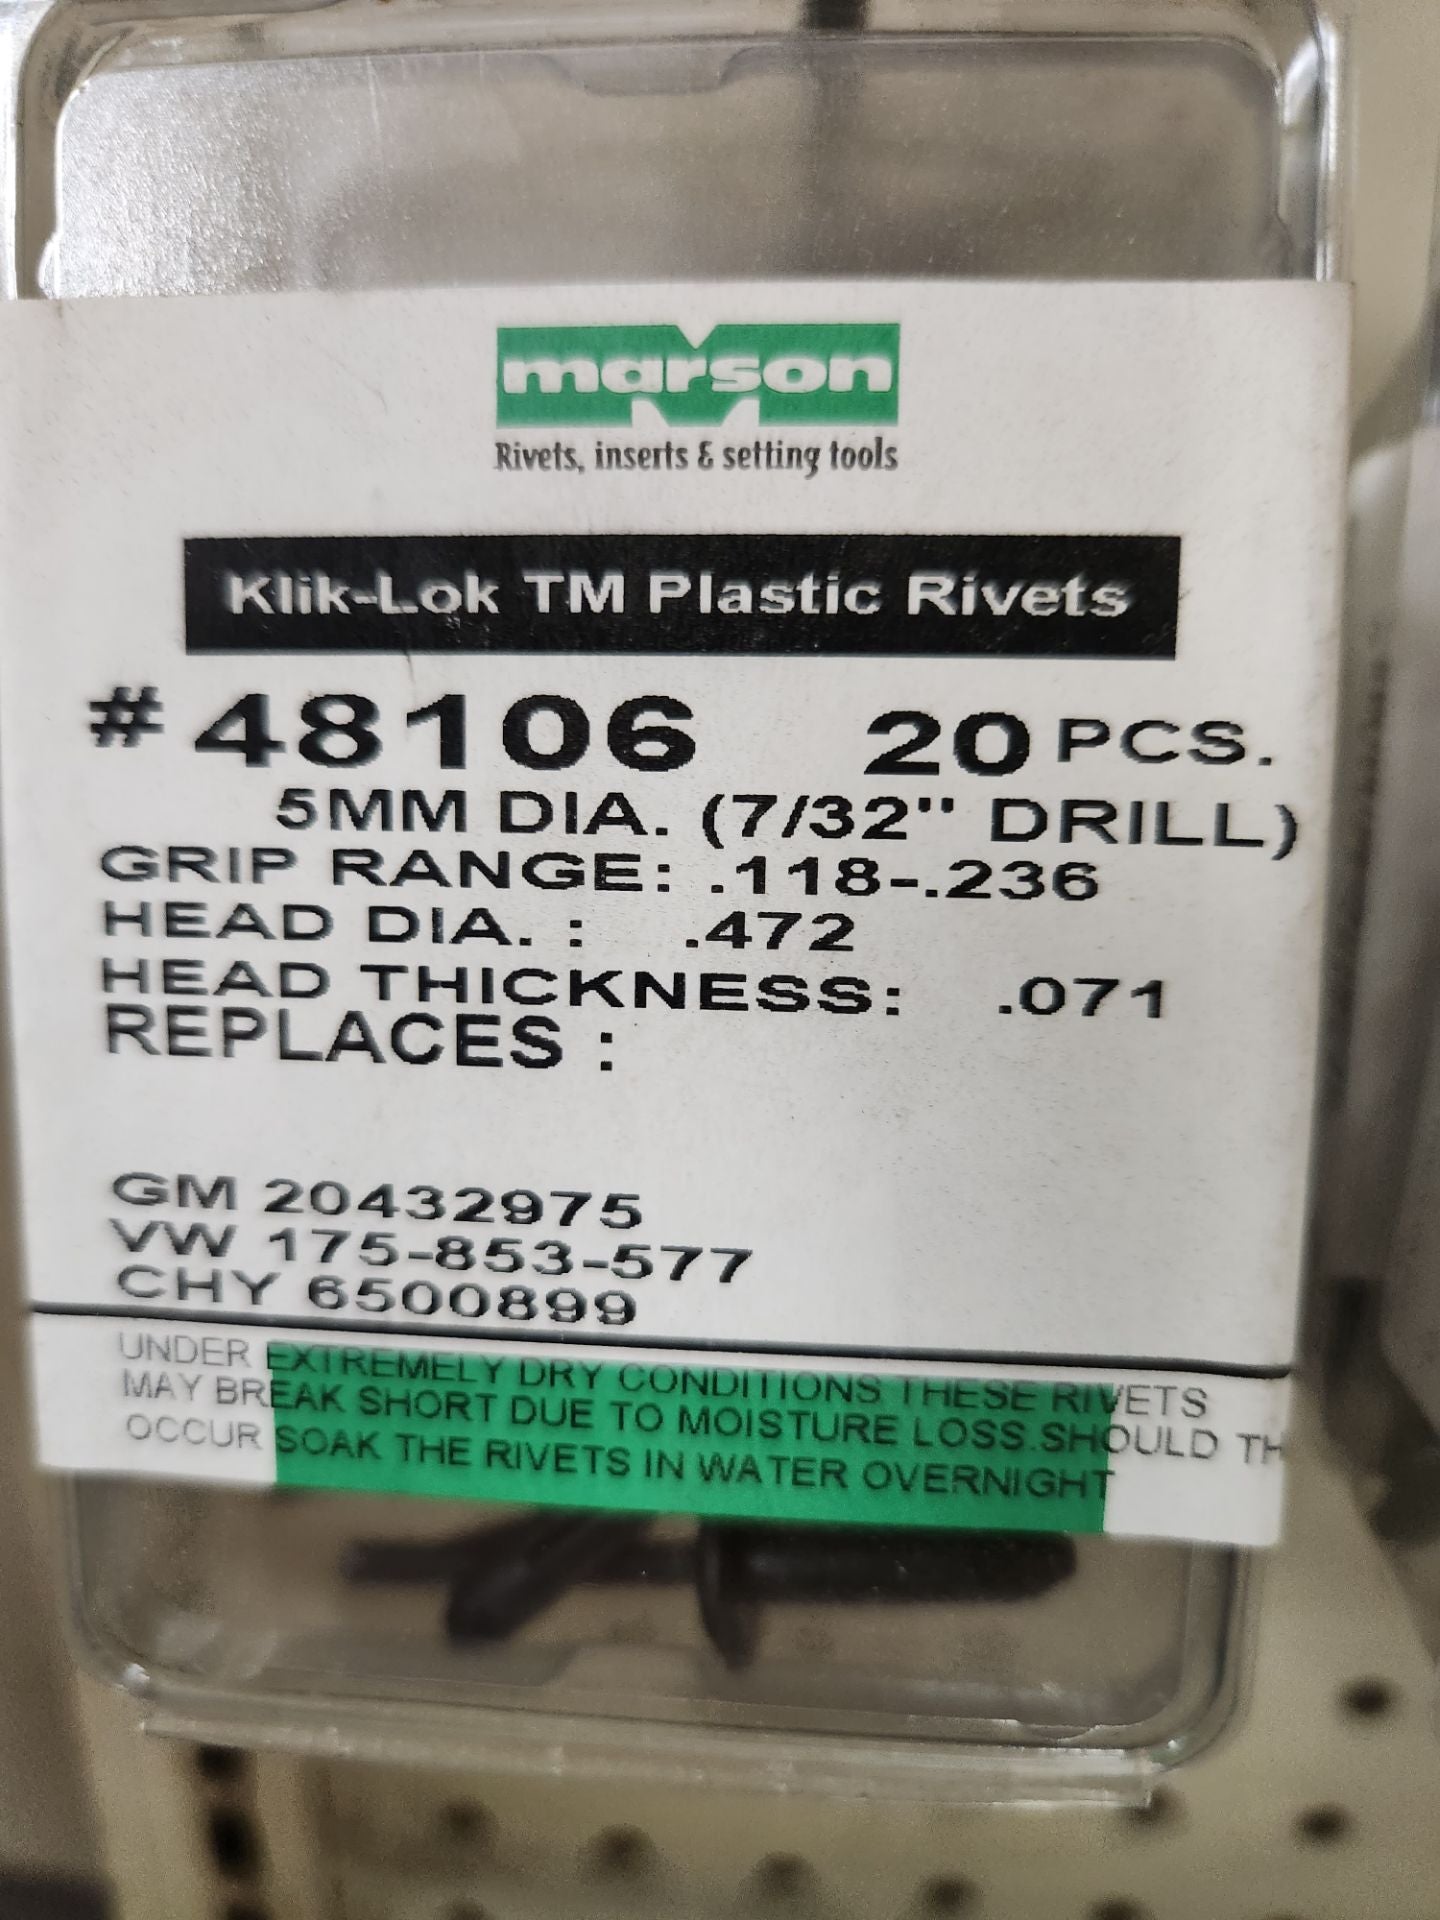 marson
Rivets, inserts & setting tools
Klik-Lok TM Plastic Rivets
#48106 20 PCS.
5MM DIA. (7/32" DRILL)
GRIP RANGE: .118-.236
HEAD DIA. : .472
HEAD THICKNESS: .071
REPLACES :
GM 20432975
VW 175-853-577
CHY 6500899
UNDER EXTREMELY DRY CONDITIONS THESE RIVETS
MAY BREAK SHORT DUE TO MOISTURE LOSS.SHOULD TH
OCCUR SOAK THE RIVETS IN WATER OVERNIGHT